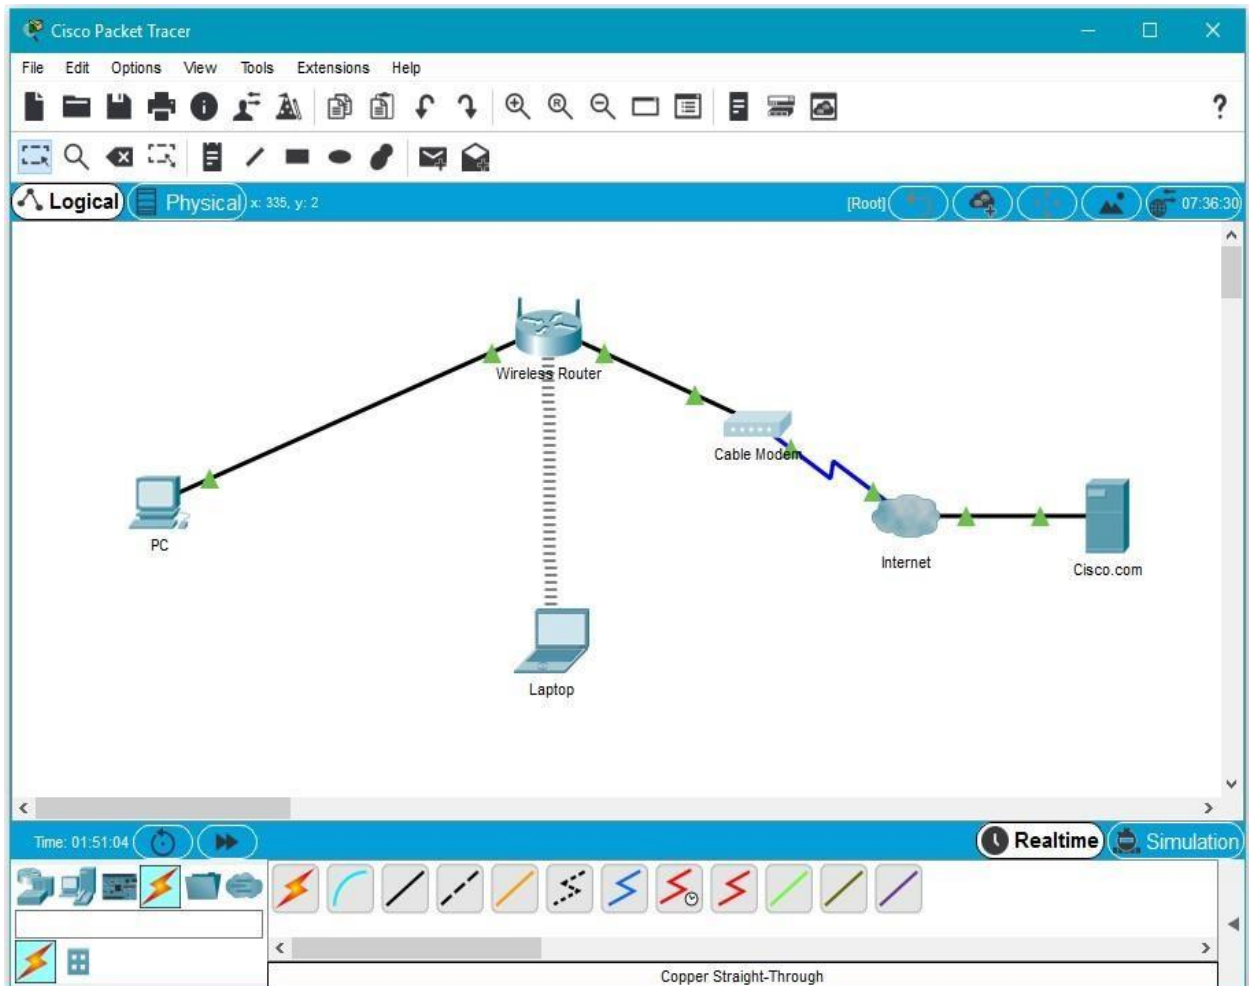 Cisco Packet Tracer
File Edit Options View Tools Extensions Help
Logical Physical x: 335, y: 2 [Root] 07:36:30
Wireless Router
Cable Modem
PC
Internet
Cisco.com
Laptop
Time: 01:51:04 Realtime Simulation
Copper Straight-Through